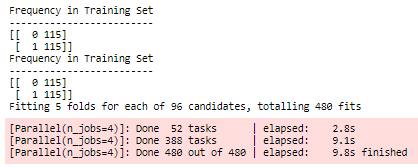 Frequency in Training Set
-------------------------
[[  0 115]
 [  1 115]]
Frequency in Training Set
-------------------------
[[  0 115]
 [  1 115]]
Fitting 5 folds for each of 96 candidates, totalling 480 fits
[Parallel(n_jobs=4)]: Done  52 tasks      | elapsed:    2.8s
[Parallel(n_jobs=4)]: Done 388 tasks      | elapsed:    9.1s
[Parallel(n_jobs=4)]: Done 480 out of 480 | elapsed:    9.8s finished